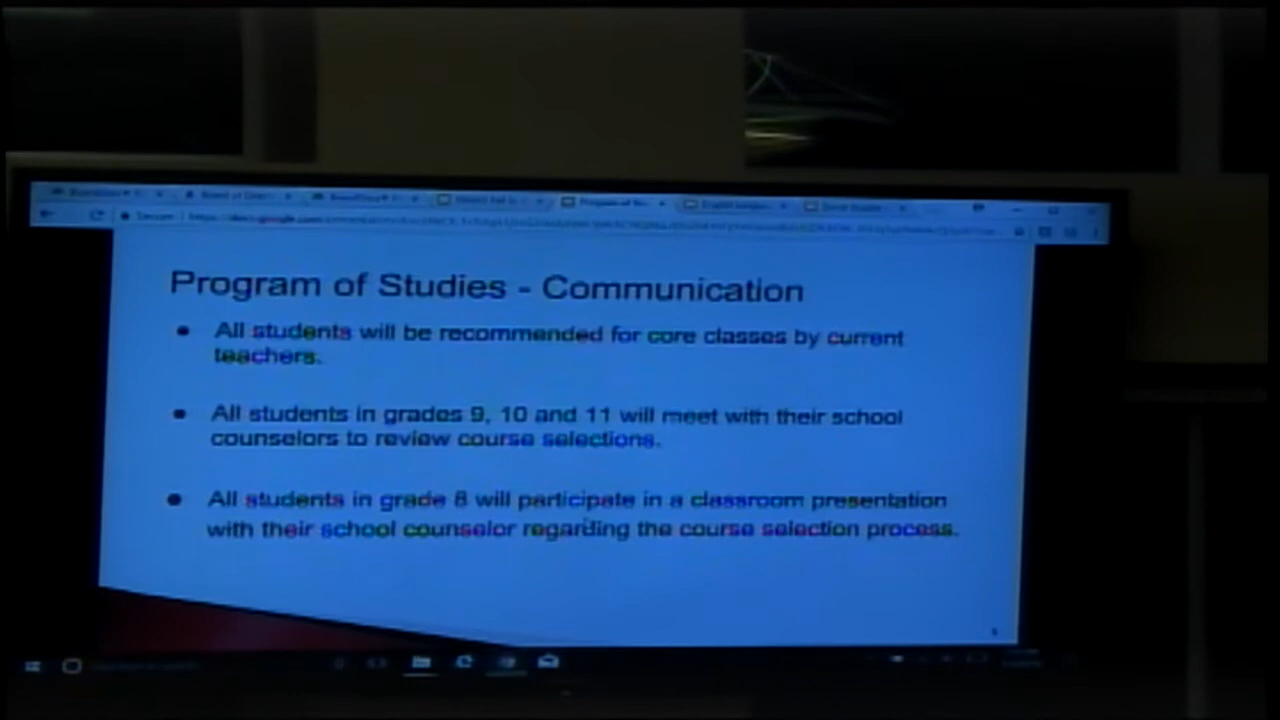 Secure
Program of Studies - Communication
All students will be recommended for core classes by current
teachers.
All students in grades 9, 10 and 11 will meet with their school
counselors to review course selections.
All students in grade 8 will participate in a classroom presentation
with their school counselor regarding the course selection process.